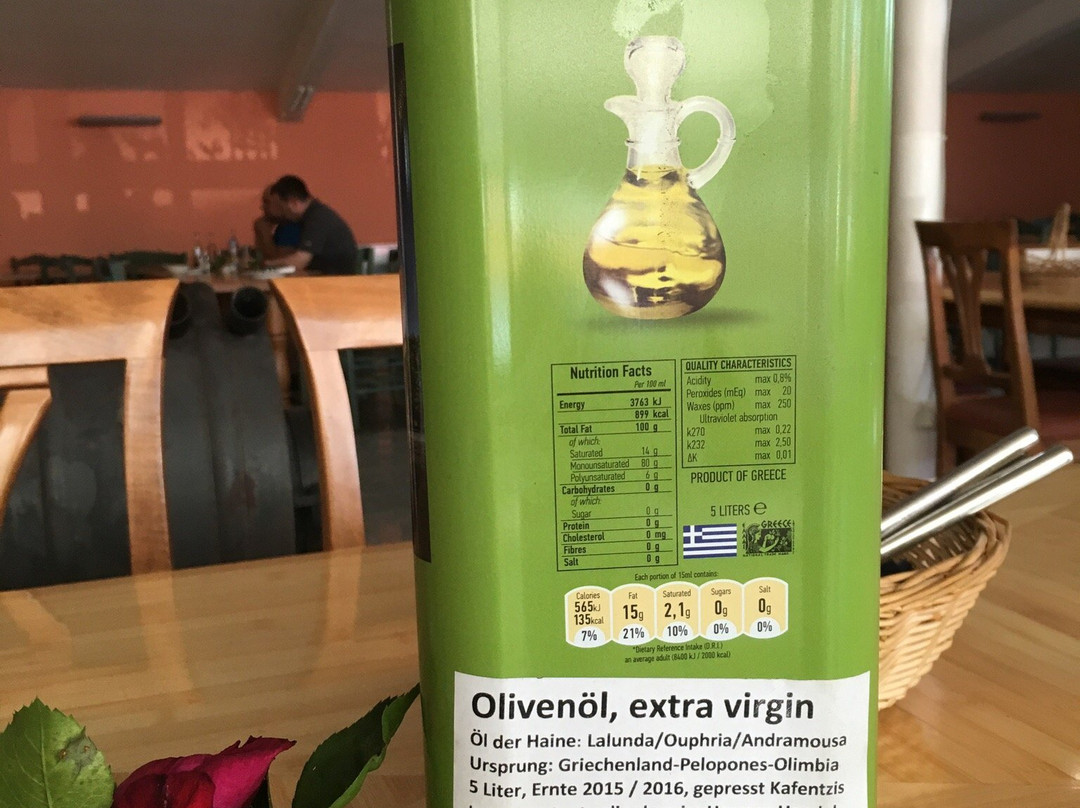 Nutrition Facts
Per 100 ml
Energy 3763 kJ
899 kcal
Total Fat 100 g
of which:
Saturated 14 g
Monounsaturated 80 g
Polyunsaturated 6 g
Carbohydrates 0 g
of which:
Sugar 0 g
Protein 0 g
Cholesterol 0 mg
Fibres 0 g
Salt 0 g
QUALITY CHARACTERISTICS
Acidity max 0,8%
Peroxides (mEq) max 20
Waxes (ppm) max 250
Ultraviolet absorption
k270 max 0,22
k232 max 2,50
ΔK max 0,01
PRODUCT OF GREECE
5 LITERS ℮
GREECE
Each portion of 15ml contains:
Calories Fat Saturated Sugars Salt
565kJ 15g 2,1g 0g 0g
135kcal
7% 21% 10% 0% 0%
*Dietary Reference Intake (D.R.I.)
an average adult (8400 kJ / 2000 kcal)
Olivenöl, extra virgin
Öl der Haine: Lalunda/Ouphria/Andramousa
Ursprung: Griechenland-Pelopones-Olimbia
5 Liter, Ernte 2015 / 2016, gepresst Kafentzis